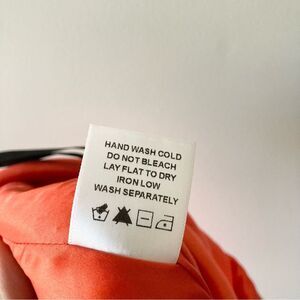 HAND WASH COLD
DO NOT BLEACH
LAY FLAT TO DRY
IRON LOW
WASH SEPARATELY